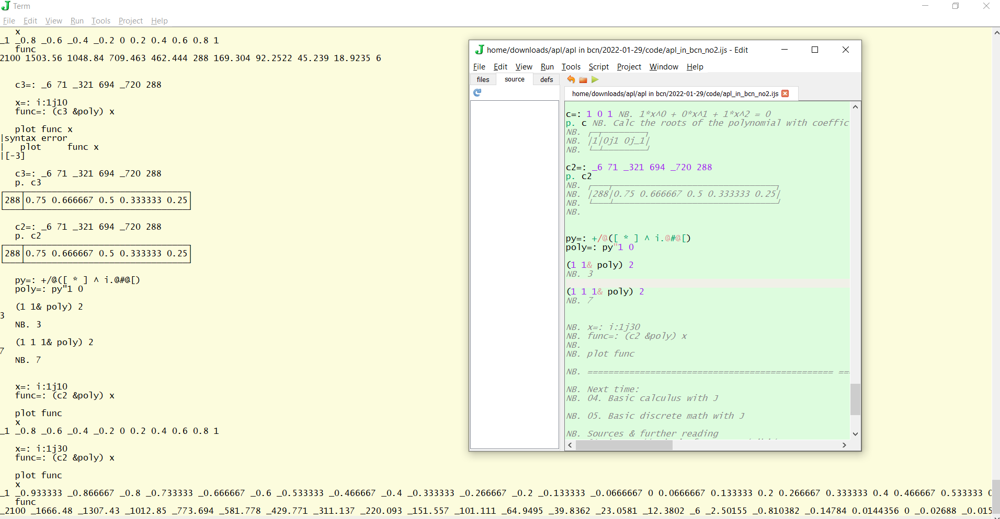 Term
File Edit View Run Tools Project Help
x
_1 _0.8 _0.6 _0.4 _0.2 0 0.2 0.4 0.6 0.8 1
func
2100 1503.56 1048.84 709.463 462.444 288 169.304 92.2522 45.239 18.9235 6
c3=: _6 71 _321 694 _720 288
x=: i:1j10
func=: (c3 &poly) x
plot func x
|syntax error
| plot func x
|[-3]
c3=: _6 71 _321 694 _720 288
p. c3
288 0.75 0.666667 0.5 0.333333 0.25
c2=: _6 71 _321 694 _720 288
p. c2
288 0.75 0.666667 0.5 0.333333 0.25
py=: +/@([ * ] ^ i.@#@[)
poly=: py"1 0
(1 1& poly) 2
3
NB. 3
(1 1 1& poly) 2
7
NB. 7
x=: i:1j10
func=: (c2 &poly) x
plot func
x
_1 _0.8 _0.6 _0.4 _0.2 0 0.2 0.4 0.6 0.8 1
x=: i:1j30
func=: (c2 &poly) x
plot func
x
_1 _0.933333 _0.866667 _0.8 _0.733333 _0.666667 _0.6 _0.533333 _0.466667 _0.4 _0.333333 _0.266667 _0.2 _0.133333 _0.0666667 0 0.0666667 0.133333 0.2 0.266667 0.333333 0.4 0.466667 0.533333
func
_2100 _1666.48 _1307.43 _1012.85 _773.694 _581.778 _429.771 _311.137 _220.093 _151.557 _101.111 _64.9495 _39.8362 _23.0581 _12.3802 _6 _2.50155 _0.810382 _0.14784 0.0144356 0 _0.02688 _0.015
home/downloads/apl/apl in bcn/2022-01-29/code/apl_in_bcn_no2.ijs - Edit
File Edit View Run Tools Script Project Window Help
files source defs
home/downloads/apl/apl in bcn/2022-01-29/code/apl_in_bcn_no2.ijs
c=: 1 0 1 NB. 1*x^0 + 0*x^1 + 1*x^2 = 0
p. c NB. Calc the roots of the polynomial with coeffic
NB.
NB. |1|0j1 0j_1|
NB.
c2=: _6 71 _321 694 _720 288
p. c2
NB.
NB. |288|0.75 0.666667 0.5 0.333333 0.25|
NB.
NB.
py=: +/@([ * ] ^ i.@#@[)
poly=: py"1 0
(1 1& poly) 2
NB. 3
(1 1 1& poly) 2
NB. 7
NB. x=: i:1j30
NB. func=: (c2 &poly) x
NB.
NB. plot func
NB. =============================================== ==
NB. Next time:
NB. 04. Basic calculus with J
NB. 05. Basic discrete math with J
NB. Sources & further reading